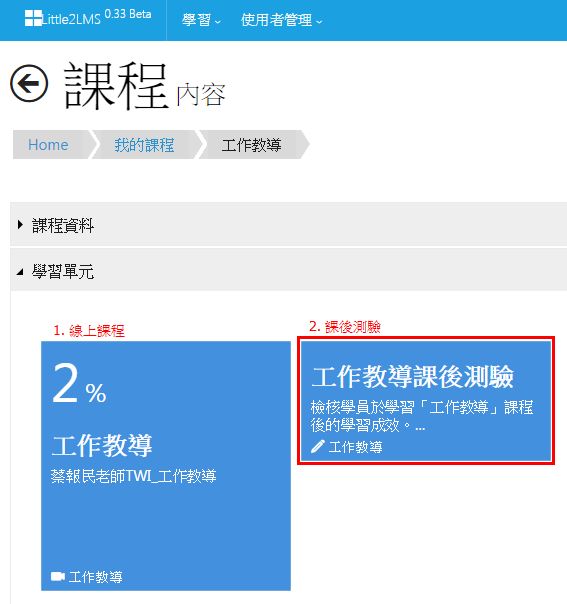 Little2LMS 0.33 Beta 學習 使用者管理
課程 內容
Home 我的課程 工作教導
課程資料
學習單元
1. 線上課程
2. 課後測驗
2 %
工作教導
蔡報民老師TWI_工作教導
工作教導
工作教導課後測驗
檢核學員於學習「工作教導」課程
後的學習成效。...
工作教導